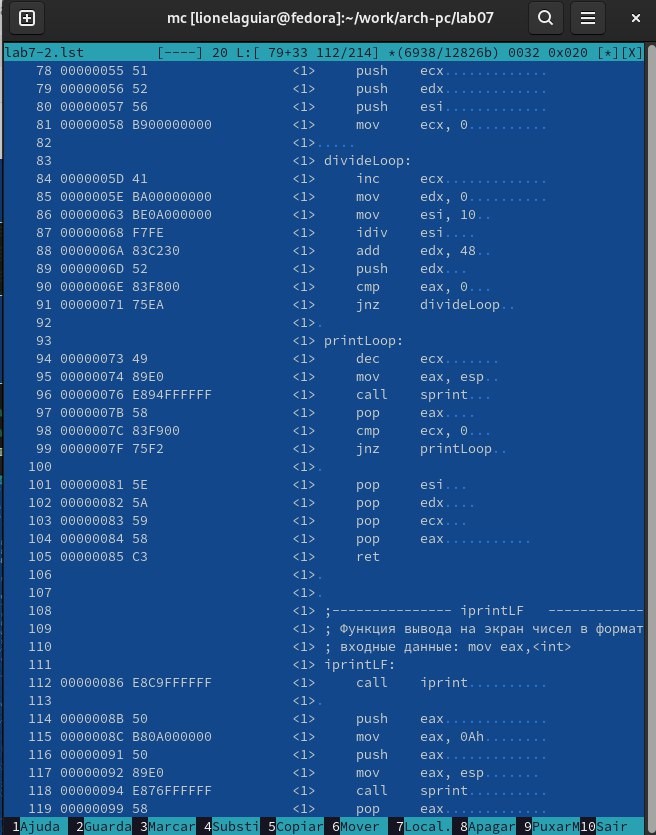 mc [lionelaguiar@fedora]:~/work/arch-pc/lab07
lab7-2.lst [----] 20 L:[ 79+33 112/214] *(6938/12826b) 0032 0x020 [*][X]
78 00000055 51 <1> push ecx.............
79 00000056 52 <1> push edx.............
80 00000057 56 <1> push esi.............
81 00000058 B900000000 <1> mov ecx, 0..........
82 <1>.....
83 <1> divideLoop:
84 0000005D 41 <1> inc ecx.............
85 0000005E BA00000000 <1> mov edx, 0..........
86 00000063 BE0A000000 <1> mov esi, 10..
87 00000068 F7FE <1> idiv esi....
88 0000006A 83C230 <1> add edx, 48..
89 0000006D 52 <1> push edx...
90 0000006E 83F800 <1> cmp eax, 0...
91 00000071 75EA <1> jnz divideLoop..
92 <1>.
93 <1> printLoop:
94 00000073 49 <1> dec ecx.......
95 00000074 89E0 <1> mov eax, esp..
96 00000076 E894FFFFFF <1> call sprint...
97 0000007B 58 <1> pop eax....
98 0000007C 83F900 <1> cmp ecx, 0...
99 0000007F 75F2 <1> jnz printLoop..
100 <1>.
101 00000081 5E <1> pop esi...
102 00000082 5A <1> pop edx....
103 00000083 59 <1> pop ecx...
104 00000084 58 <1> pop eax...........
105 00000085 C3 <1> ret
106 <1>.
107 <1>.
108 <1> ;--------------- iprintLF ------------
109 <1> ; Функция вывода на экран чисел в формат
110 <1> ; входные данные: mov eax,<int>
111 <1> iprintLF:
112 00000086 E8C9FFFFFF <1> call iprint..........
113 <1>.
114 0000008B 50 <1> push eax.............
115 0000008C B80A000000 <1> mov eax, 0Ah........
116 00000091 50 <1> push eax.............
117 00000092 89E0 <1> mov eax, esp........
118 00000094 E876FFFFFF <1> call sprint..........
119 00000099 58 <1> pop eax.............
1Ajuda 2Guarda 3Marcar 4Substi 5Copiar 6Mover 7Local. 8Apagar 9PuxarM 10Sair